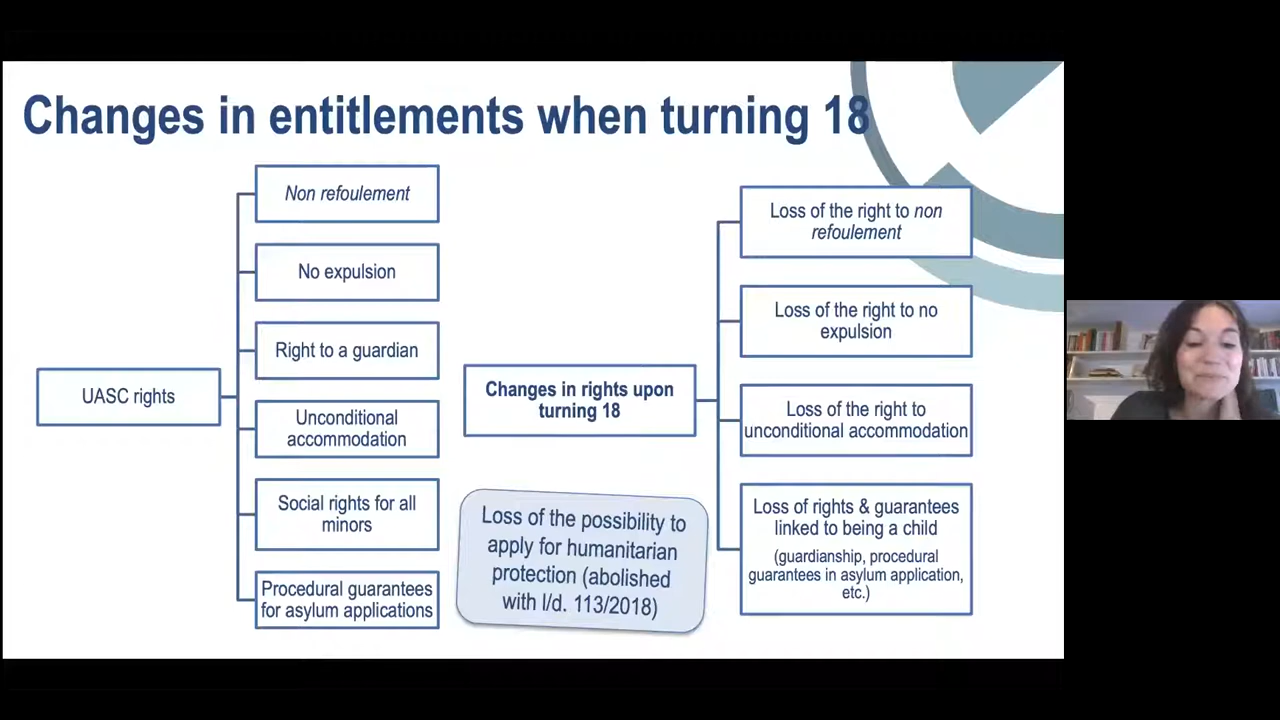 Changes in entitlements when turning 18
UASC rights
Non refoulement
No expulsion
Right to a guardian
Unconditional
accommodation
Social rights for all
minors
Procedural guarantees
for asylum applications
Changes in rights upon
turning 18
Loss of the right to non
refoulement
Loss of the right to no
expulsion
Loss of the right to
unconditional accommodation
Loss of rights & guarantees
linked to being a child
(guardianship, procedural
guarantees in asylum application,
etc.)
Loss of the possibility to
apply for humanitarian
protection (abolished
with l/d. 113/2018)